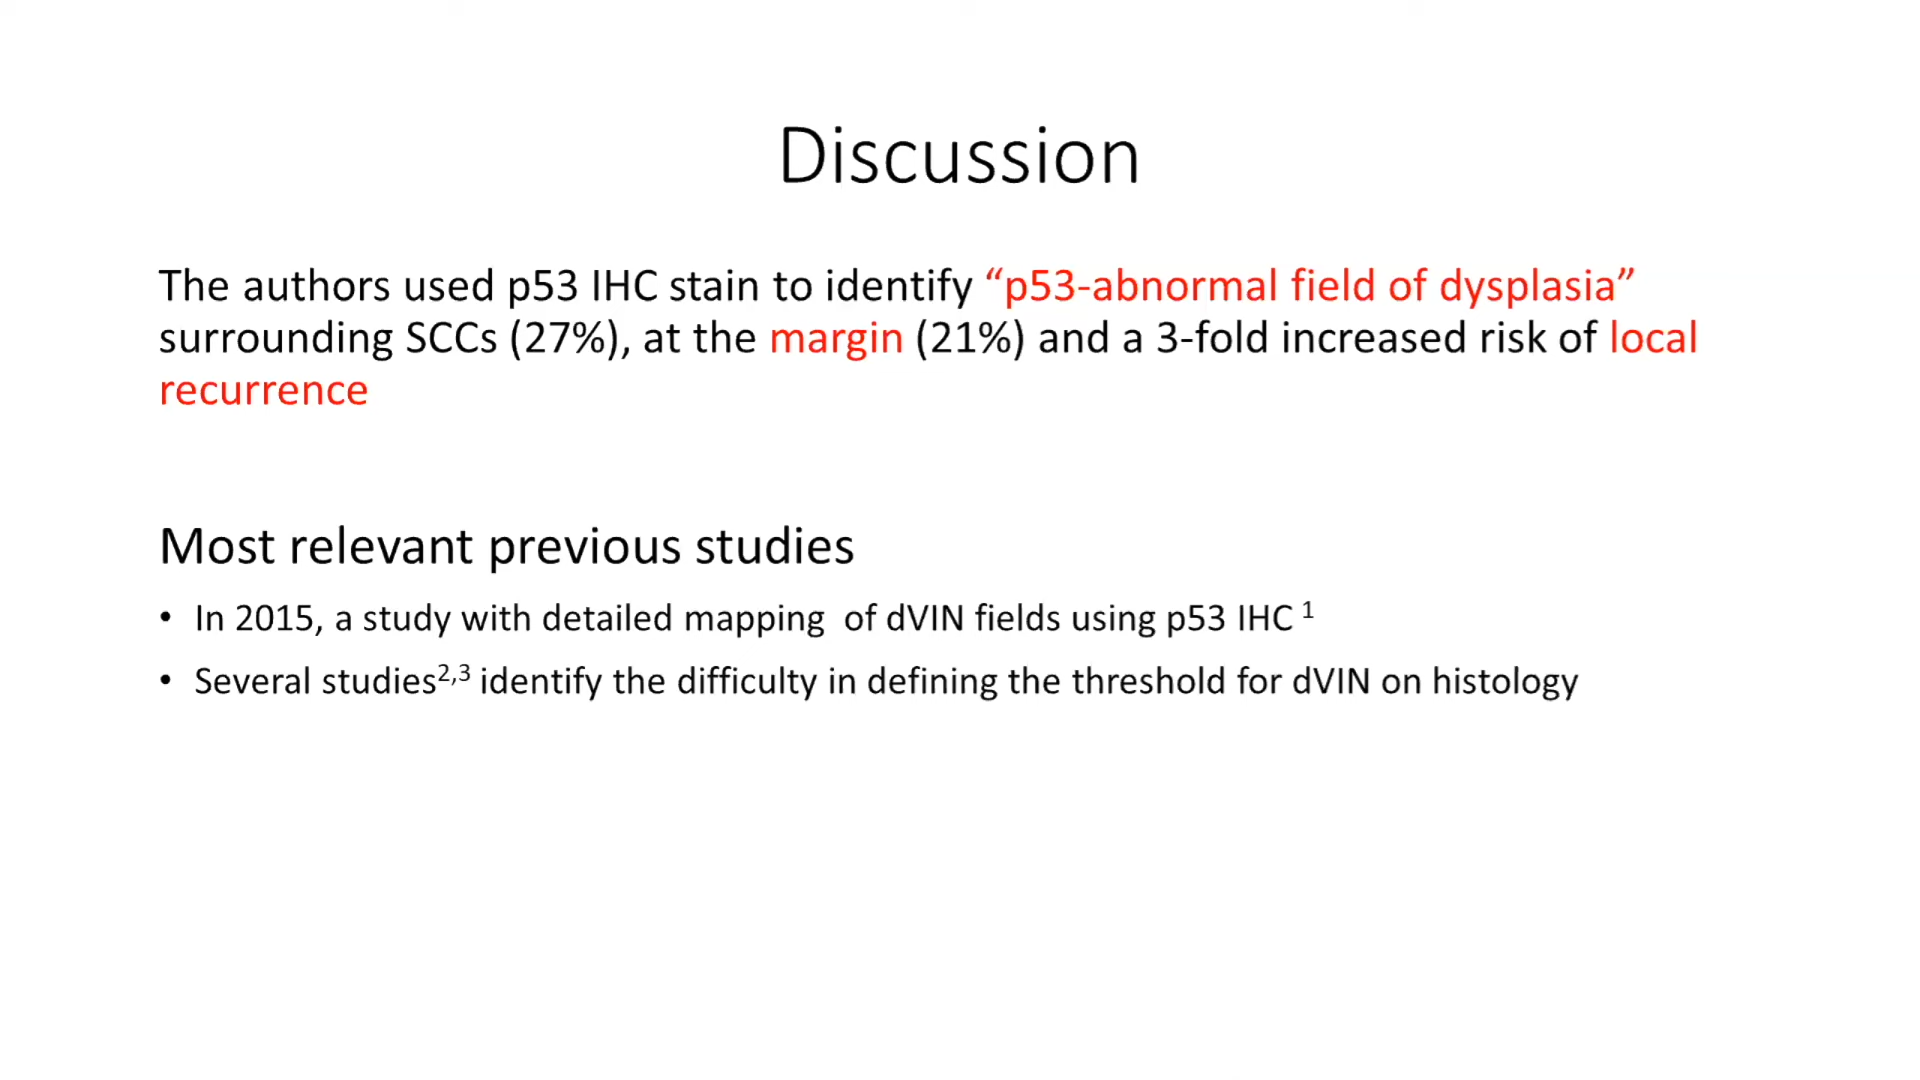 Discussion
The authors used p53 IHC stain to identify “p53-abnormal field of dysplasia”
surrounding SCCs (27%), at the margin (21%) and a 3-fold increased risk of local
recurrence
Most relevant previous studies
• In 2015, a study with detailed mapping of dVIN fields using p53 IHC 1
• Several studies2,3 identify the difficulty in defining the threshold for dVIN on histology